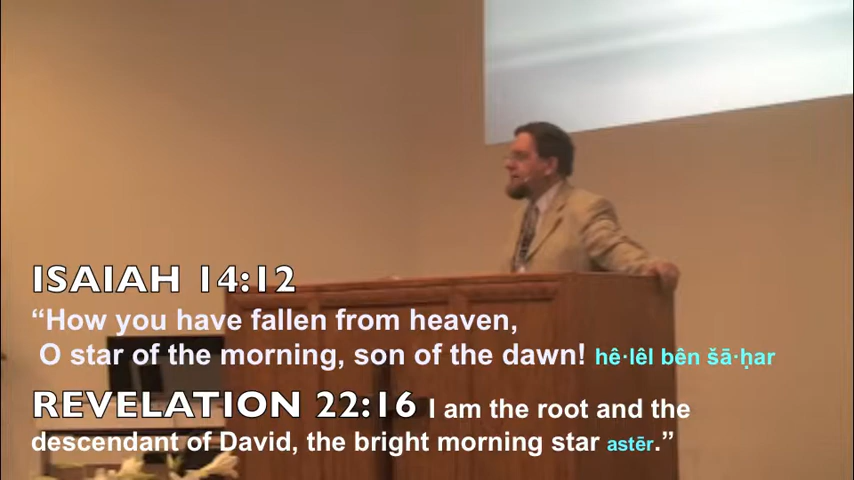 ISAIAH 14:12
“How you have fallen from heaven,
O star of the morning, son of the dawn! hê·lêl bên šā·ḥar
REVELATION 22:16 I am the root and the
descendant of David, the bright morning star astēr.”